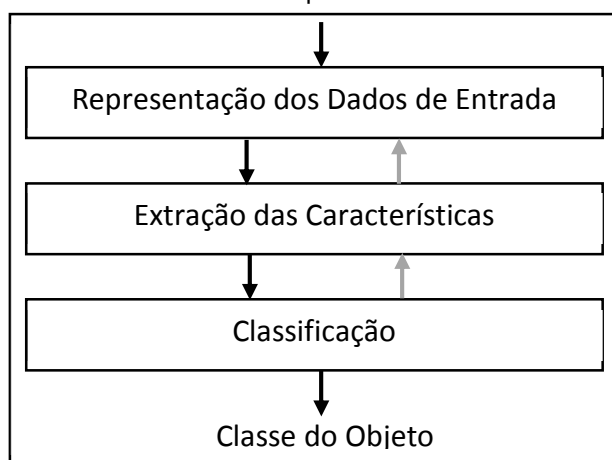 Representação dos Dados de Entrada
Extração das Características
Classificação
Classe do Objeto